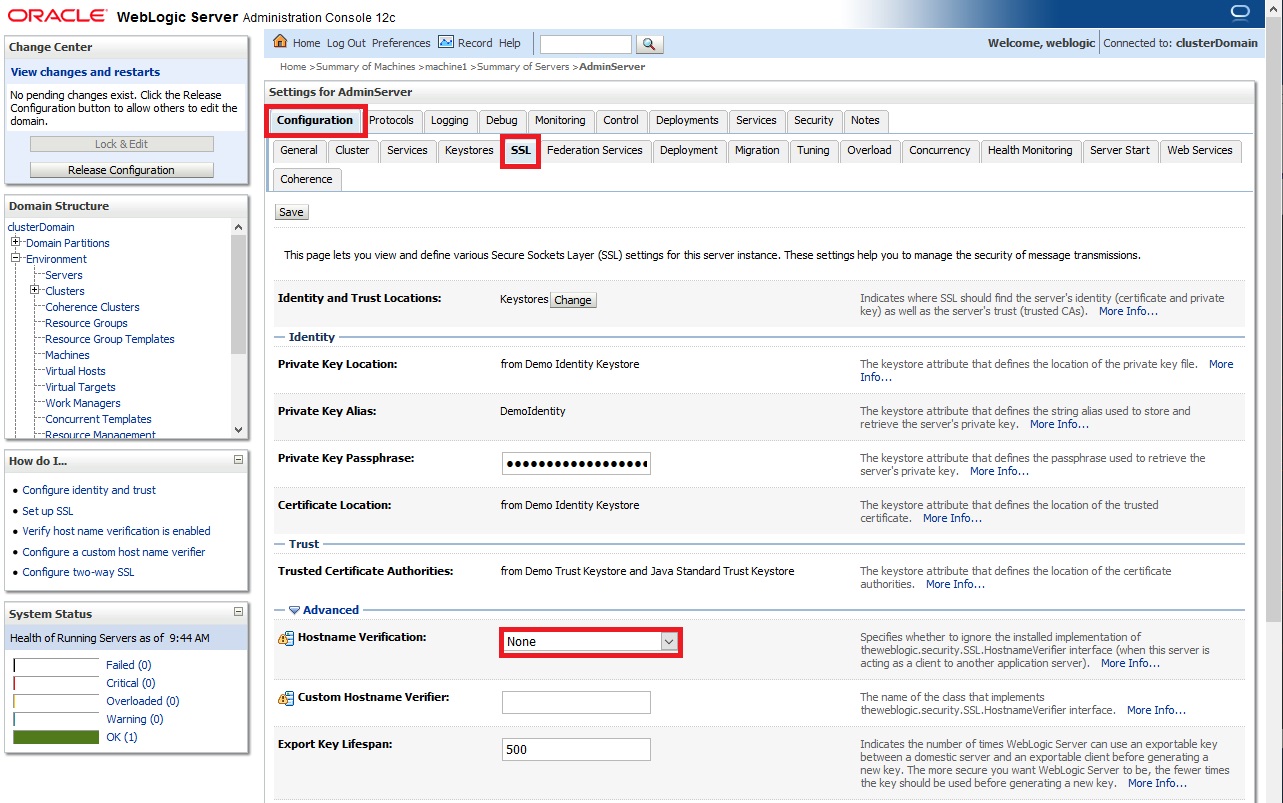 ORACLE® WebLogic Server Administration Console 12c
Change Center
View changes and restarts
No pending changes exist. Click the Release
Configuration button to allow others to edit the
domain.
Lock & Edit
Release Configuration
Domain Structure
clusterDomain
Domain Partitions
Environment
Servers
Clusters
Coherence Clusters
Resource Groups
Resource Group Templates
Machines
Virtual Hosts
Virtual Targets
Work Managers
Concurrent Templates
Resource Management
How do I...
Configure identity and trust
Set up SSL
Verify host name verification is enabled
Configure a custom host name verifier
Configure two-way SSL
System Status
Health of Running Servers as of 9:44 AM
Failed (0)
Critical (0)
Overloaded (0)
Warning (0)
OK (1)
Home Log Out Preferences Record Help
Welcome, weblogic Connected to: clusterDomain
Home >Summary of Machines >machine1 >Summary of Servers >AdminServer
Settings for AdminServer
Configuration Protocols Logging Debug Monitoring Control Deployments Services Security Notes
General Cluster Services Keystores SSL Federation Services Deployment Migration Tuning Overload Concurrency Health Monitoring Server Start Web Services
Coherence
Save
This page lets you view and define various Secure Sockets Layer (SSL) settings for this server instance. These settings help you to manage the security of message transmissions.
Identity and Trust Locations: Keystores Change
Indicates where SSL should find the server's identity (certificate and private
key) as well as the server's trust (trusted CAs). More Info...
Identity
Private Key Location: from Demo Identity Keystore
The keystore attribute that defines the location of the private key file. More
Info...
Private Key Alias: DemoIdentity
The keystore attribute that defines the string alias used to store and
retrieve the server's private key. More Info...
Private Key Passphrase:
The keystore attribute that defines the passphrase used to retrieve the
server's private key. More Info...
Certificate Location: from Demo Identity Keystore
The keystore attribute that defines the location of the trusted
certificate. More Info...
Trust
Trusted Certificate Authorities: from Demo Trust Keystore and Java Standard Trust Keystore
The keystore attribute that defines the location of the certificate
authorities. More Info...
Advanced
Hostname Verification: None
Specifies whether to ignore the installed implementation of
theweblogic.security.SSL.HostnameVerifier interface (when this server is
acting as a client to another application server). More Info...
Custom Hostname Verifier:
The name of the class that implements
theweblogic.security.SSL.HostnameVerifier interface. More Info...
Export Key Lifespan: 500
Indicates the number of times WebLogic Server can use an exportable key
between a domestic server and an exportable client before generating a
new key. The more secure you want WebLogic Server to be, the fewer times
the key should be used before generating a new key. More Info...